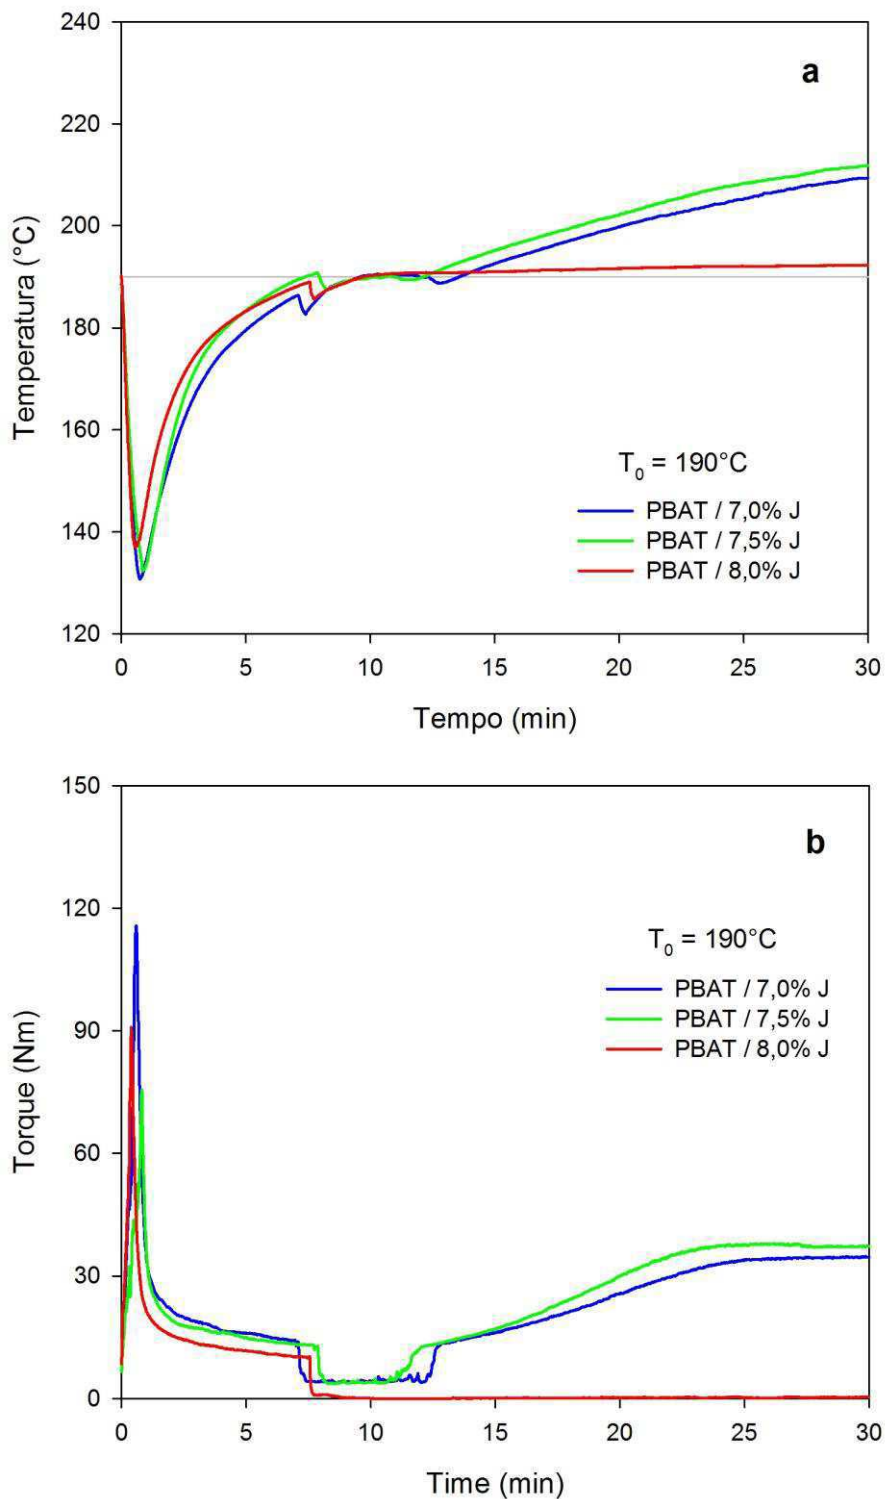 240
220
200
180
160
140
120
Temperatura (°C)
a
T0 = 190°C
PBAT / 7,0% J
PBAT / 7,5% J
PBAT / 8,0% J
0 5 10 15 20 25 30
Tempo (min)
150
120
90
60
30
0
Torque (Nm)
b
T0 = 190°C
PBAT / 7,0% J
PBAT / 7,5% J
PBAT / 8,0% J
0 5 10 15 20 25 30
Time (min)